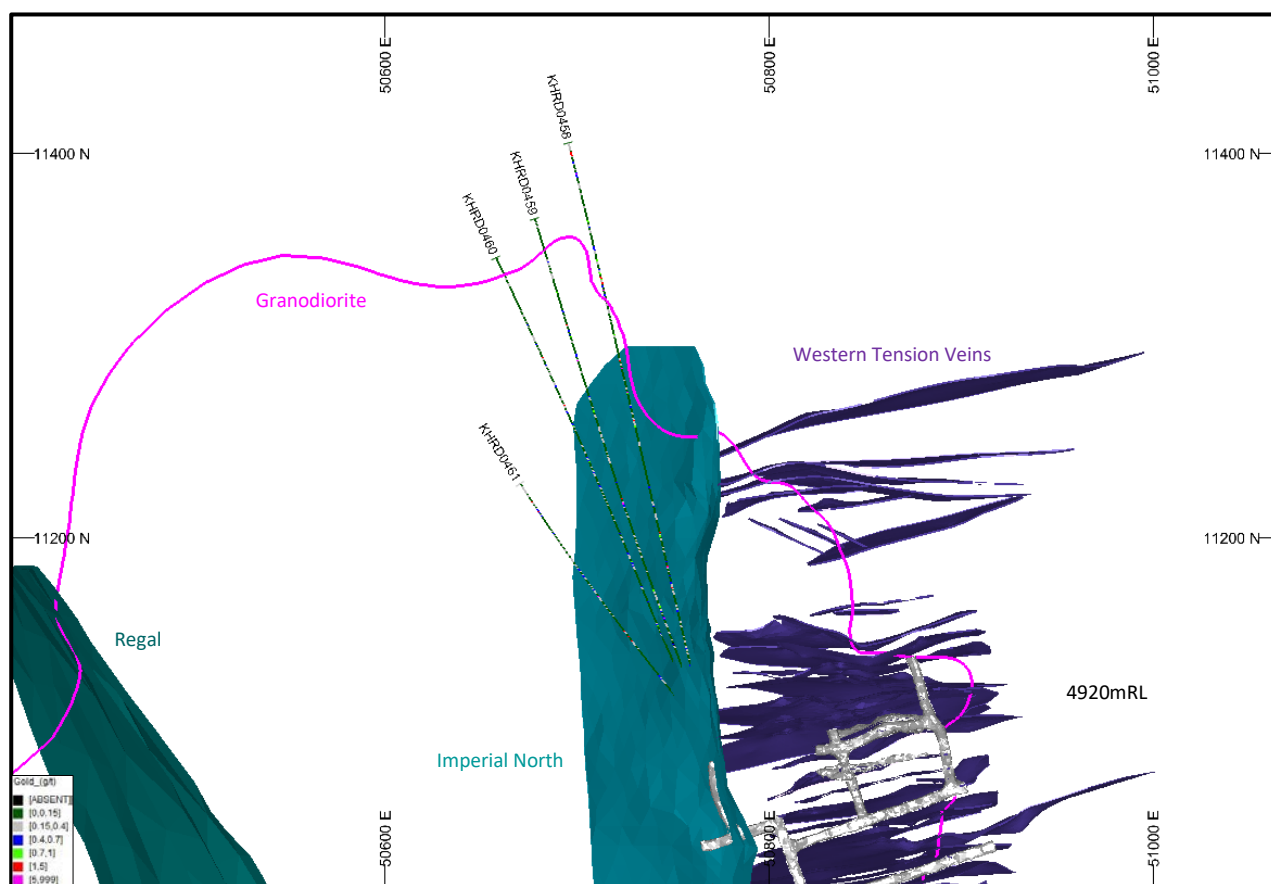 50600 E
50800 E
51000 E
KHRD0458
11400 N
11400 N
KHRD0459
KHRD0460
Granodiorite
Western Tension Veins
KHRD0461
11200 N
11200 N
Regal
4920mRL
Imperial North
Gold_(g/t)
[ABSENT]
[0,0.15]
[0.15,0.4]
[0.4,0.7]
[0.7,1]
[1,5]
[5,999]
50600 E
50800 E
51000 E